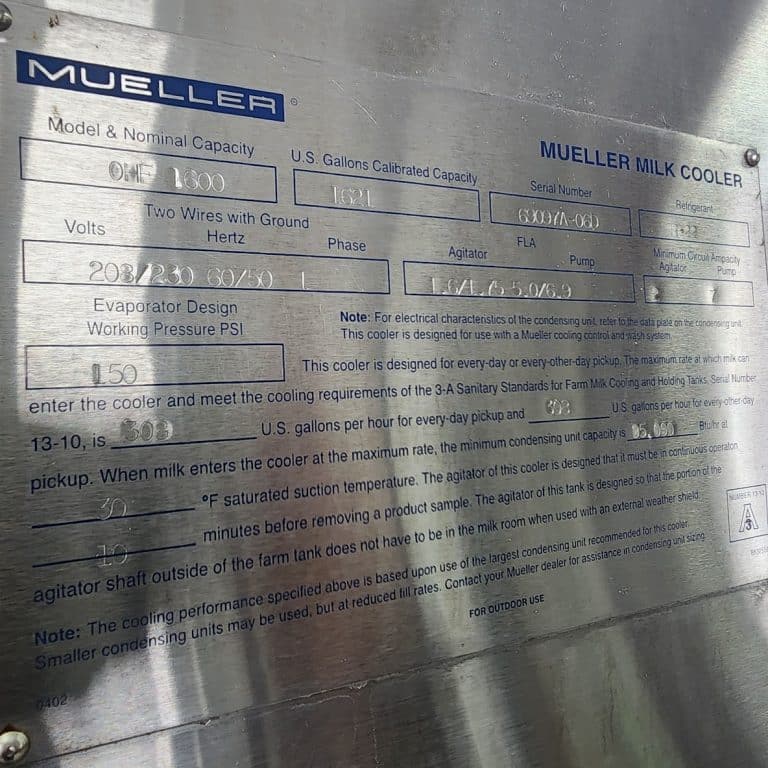 MUELLER ®
MUELLER MILK COOLER
Model & Nominal Capacity
OHF 1600
U.S. Gallons Calibrated Capacity
1621
Serial Number
Refrigerant
Two Wires with Ground
Volts Hertz Phase
208/230 60/50 1
FLA
Agitator Pump
Minimum Circuit Ampacity
Agitator Pump
Evaporator Design
Working Pressure PSI
150
Note: For electrical characteristics of the condensing unit, refer to the data plate on the condensing unit.
This cooler is designed for use with a Mueller cooling control and wash system.
This cooler is designed for every-day or every-other-day pickup. The maximum rate at which milk can
enter the cooler and meet the cooling requirements of the 3-A Sanitary Standards for Farm Milk Cooling and Holding Tanks, Serial Number
13-10, is U.S. gallons per hour for every-day pickup and U.S. gallons per hour for every-other-day
pickup. When milk enters the cooler at the maximum rate, the minimum condensing unit capacity is Btu/hr at
30 °F saturated suction temperature. The agitator of this cooler is designed that it must be in continuous operation
10 minutes before removing a product sample. The agitator of this tank is designed so that the portion of the
agitator shaft outside of the farm tank does not have to be in the milk room when used with an external weather shield.
Note: The cooling performance specified above is based upon use of the largest condensing unit recommended for this cooler.
Smaller condensing units may be used, but at reduced fill rates. Contact your Mueller dealer for assistance in condensing unit sizing.
FOR OUTDOOR USE